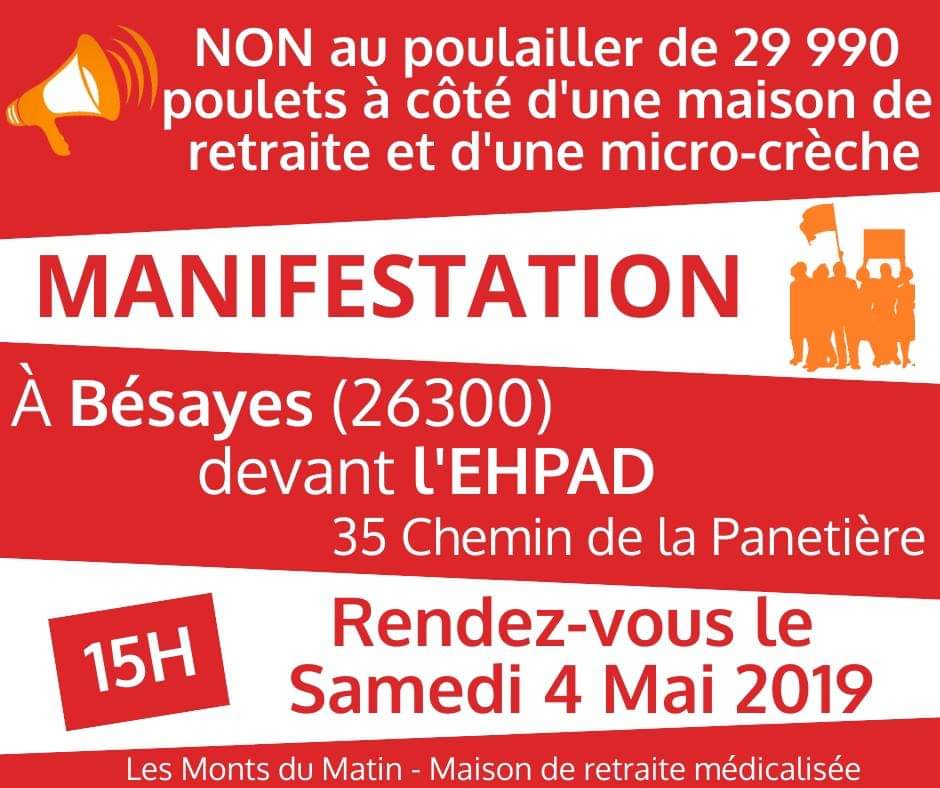 NON au poulailler de 29 990
poulets à côté d'une maison de
retraite et d'une micro-crèche
MANIFESTATION
À Bésayes (26300)
devant l'EHPAD
35 Chemin de la Panetière
15H
Rendez-vous le
Samedi 4 Mai 2019
Les Monts du Matin - Maison de retraite médicalisée